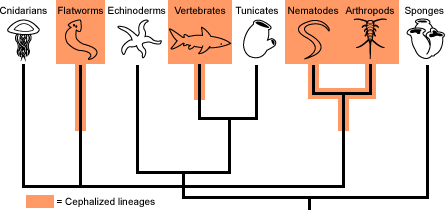 Cnidarians Flatworms Echinoderms Vertebrates Tunicates Nematodes Arthropods Sponges
= Cephalized lineages